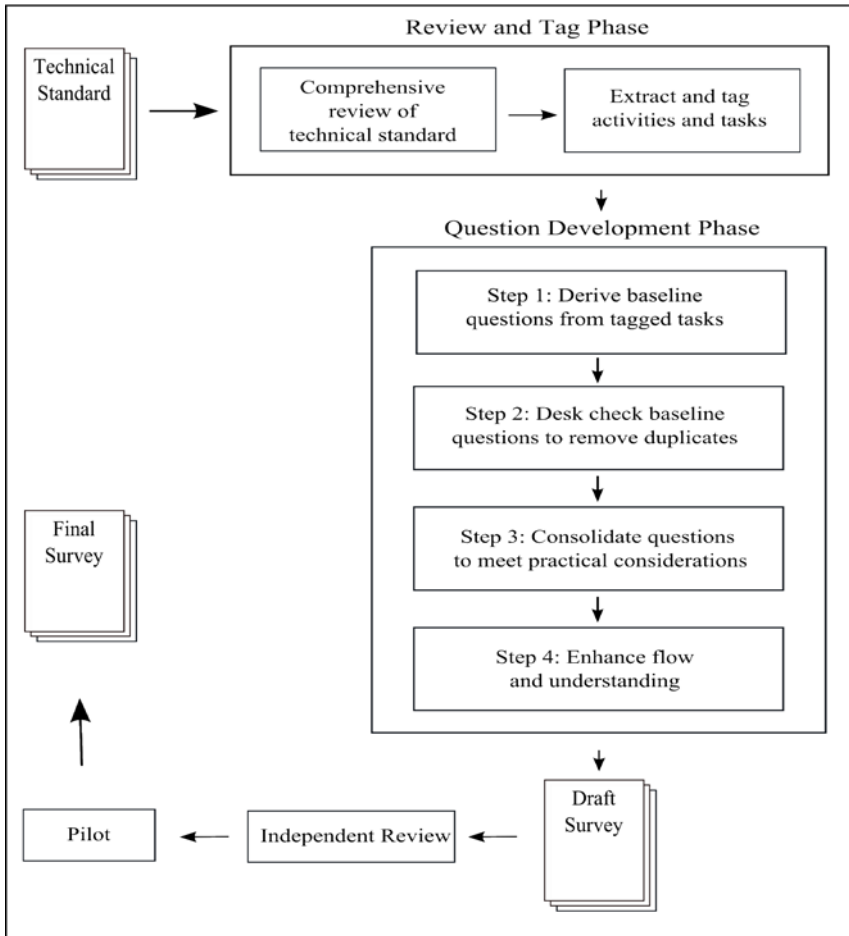 Review and Tag Phase
Technical
Standard
Comprehensive
review of
technical standard
Extract and tag
activities and tasks
Question Development Phase
Step 1: Derive baseline
questions from tagged tasks
Step 2: Desk check baseline
questions to remove duplicates
Step 3: Consolidate questions
to meet practical considerations
Step 4: Enhance flow
and understanding
Draft
Survey
Independent Review
Pilot
Final
Survey